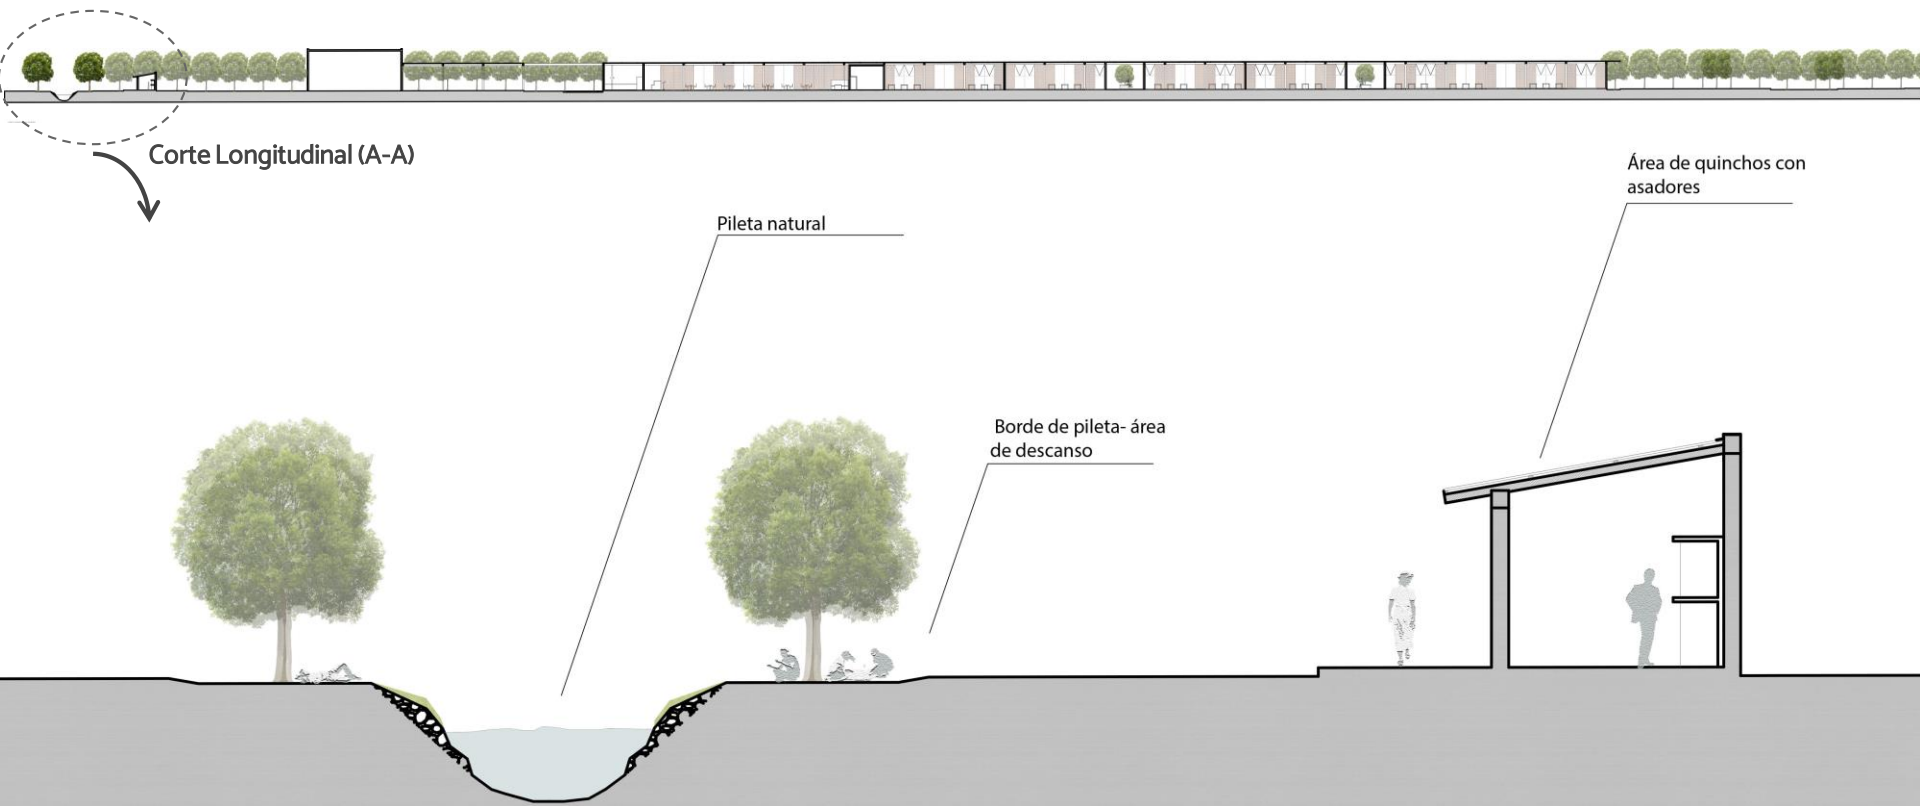 Corte Longitudinal (A-A)
Área de quinchos con
asadores
Pileta natural
Borde de pileta- área
de descanso